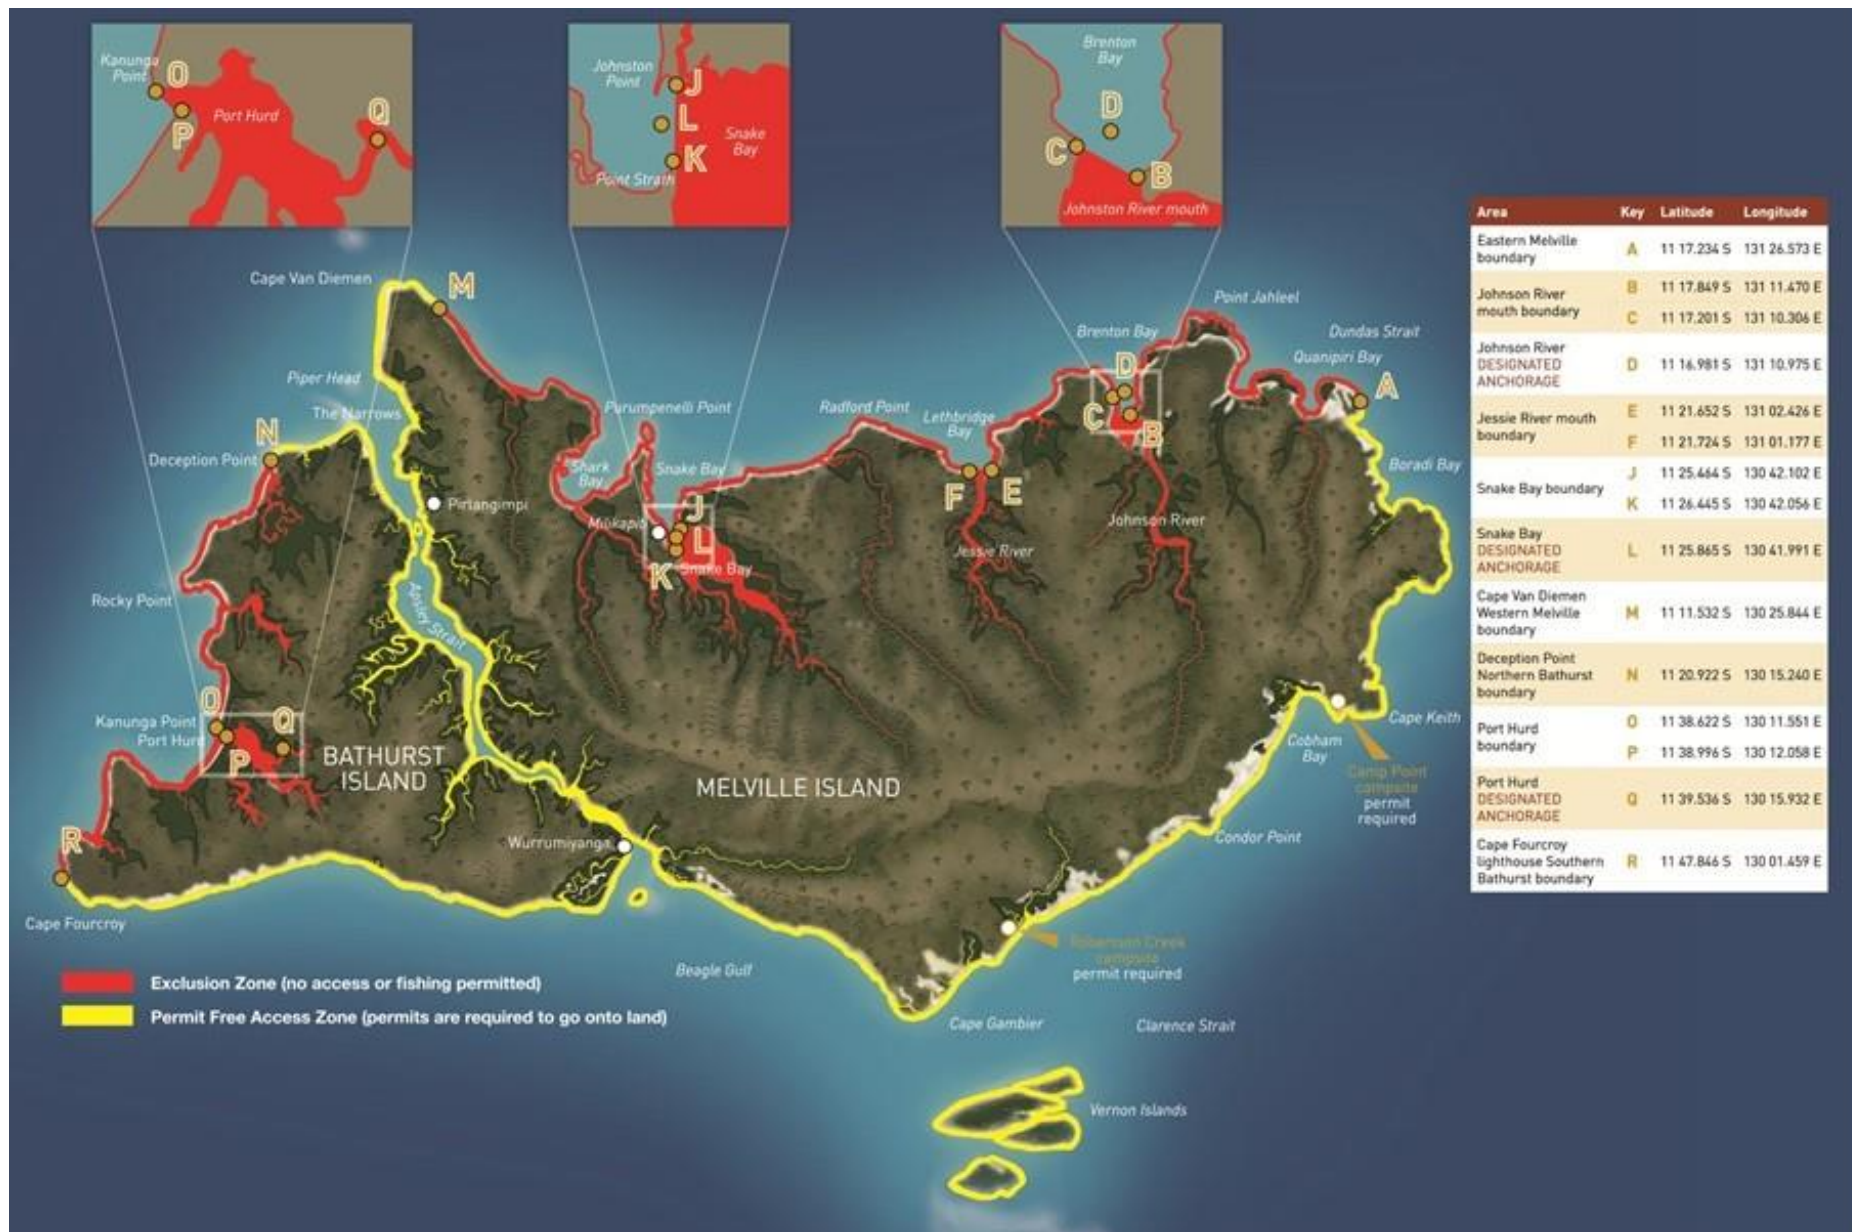 Kanunga
Point
O
P
Port Hurd
Q
Johnston
Point
J
L
K
Snake
Bay
Point Strath
Brenton
Bay
D
C
B
Johnston River mouth
Cape Van Diemen
M
Piper Head
The Narrows
N
Deception Point
Pirlangimpi
Purumpenelli Point
Shark
Bay
Snake Bay
Milikapiti
J
L
K
Snake Bay
Radford Point
Lethbridge
Bay
F
E
Jessie River
Brenton Bay
D
C
B
Johnson River
Point Jahleel
Dundas Strait
Quanipiri Bay
A
Boradi Bay
Rocky Point
Apsley Strait
O
Kanunga Point
Port Hurd
P
Q
BATHURST
ISLAND
MELVILLE ISLAND
Cape Keith
Cobham
Bay
Camp Point
campsite
permit
required
Condor Point
Wurrumiyanga
R
Cape Fourcroy
Robertson Creek
campsite
permit required
Beagle Gulf
Cape Gambier
Clarence Strait
Vernon Islands
Exclusion Zone (no access or fishing permitted)
Permit Free Access Zone (permits are required to go onto land)
Area Key Latitude Longitude
Eastern Melville
boundary A 11 17.234 S 131 26.573 E
Johnson River
mouth boundary
B 11 17.849 S 131 11.470 E
C 11 17.201 S 131 10.306 E
Johnson River
DESIGNATED
ANCHORAGE
D 11 16.981 S 131 10.975 E
Jessie River mouth
boundary
E 11 21.652 S 131 02.426 E
F 11 21.724 S 131 01.177 E
Snake Bay boundary
J 11 25.464 S 130 42.102 E
K 11 26.445 S 130 42.056 E
Snake Bay
DESIGNATED
ANCHORAGE
L 11 25.865 S 130 41.991 E
Cape Van Diemen
Western Melville
boundary
M 11 11.532 S 130 25.844 E
Deception Point
Northern Bathurst
boundary
N 11 20.922 S 130 15.240 E
Port Hurd
boundary
O 11 38.622 S 130 11.551 E
P 11 38.996 S 130 12.058 E
Port Hurd
DESIGNATED
ANCHORAGE
Q 11 39.536 S 130 15.932 E
Cape Fourcroy
lighthouse Southern
Bathurst boundary
R 11 47.846 S 130 01.459 E